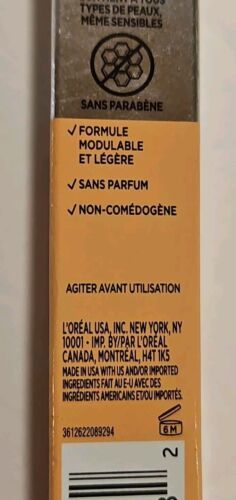 TYPES DE PEAUX,
MÊME SENSIBLES
SANS PARABÈNE
✓ FORMULE
MODULABLE
ET LÉGÈRE
✓ SANS PARFUM
✓ NON-COMÉDOGÈNE
AGITER AVANT UTILISATION
L'ORÉAL USA, INC. NEW YORK, NY
10001 - IMP. BY/PAR L'ORÉAL
CANADA, MONTRÉAL, H4T 1K5
MADE IN USA WITH US AND/OR IMPORTED
INGREDIENTS FAIT AU É-U AVEC DES
INGRÉDIENTS AMÉRICAINS ET/OU IMPORTÉS.
3612622089294
6 M
2